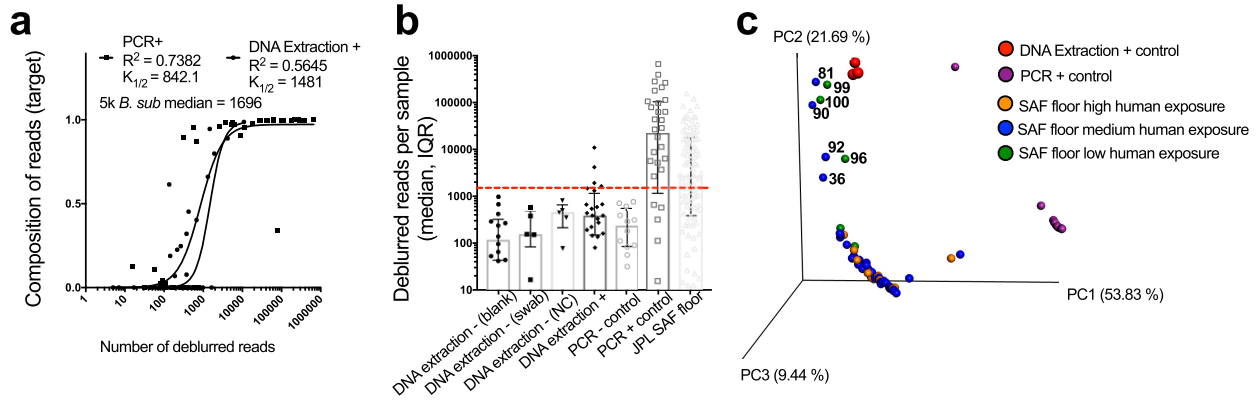 a
PCR+
R2 = 0.7382
K1/2 = 842.1
DNA Extraction +
R2 = 0.5645
K1/2 = 1481
5k B. sub median = 1696
Composition of reads (target)
1.0
0.5
0.0
1
10
100
1000
10000
100000
1000000
Number of deblurred reads
b
Deblurred reads per sample
(median, IQR)
1000000
100000
10000
1000
100
10
DNA extraction - (blank)
DNA extraction - (swab)
DNA extraction - (NC)
DNA extraction +
PCR - control
PCR + control
JPL SAF floor
c
PC2 (21.69 %)
81
99
100
90
92
96
36
PC1 (53.83 %)
PC3 (9.44 %)
DNA Extraction + control
PCR + control
SAF floor high human exposure
SAF floor medium human exposure
SAF floor low human exposure